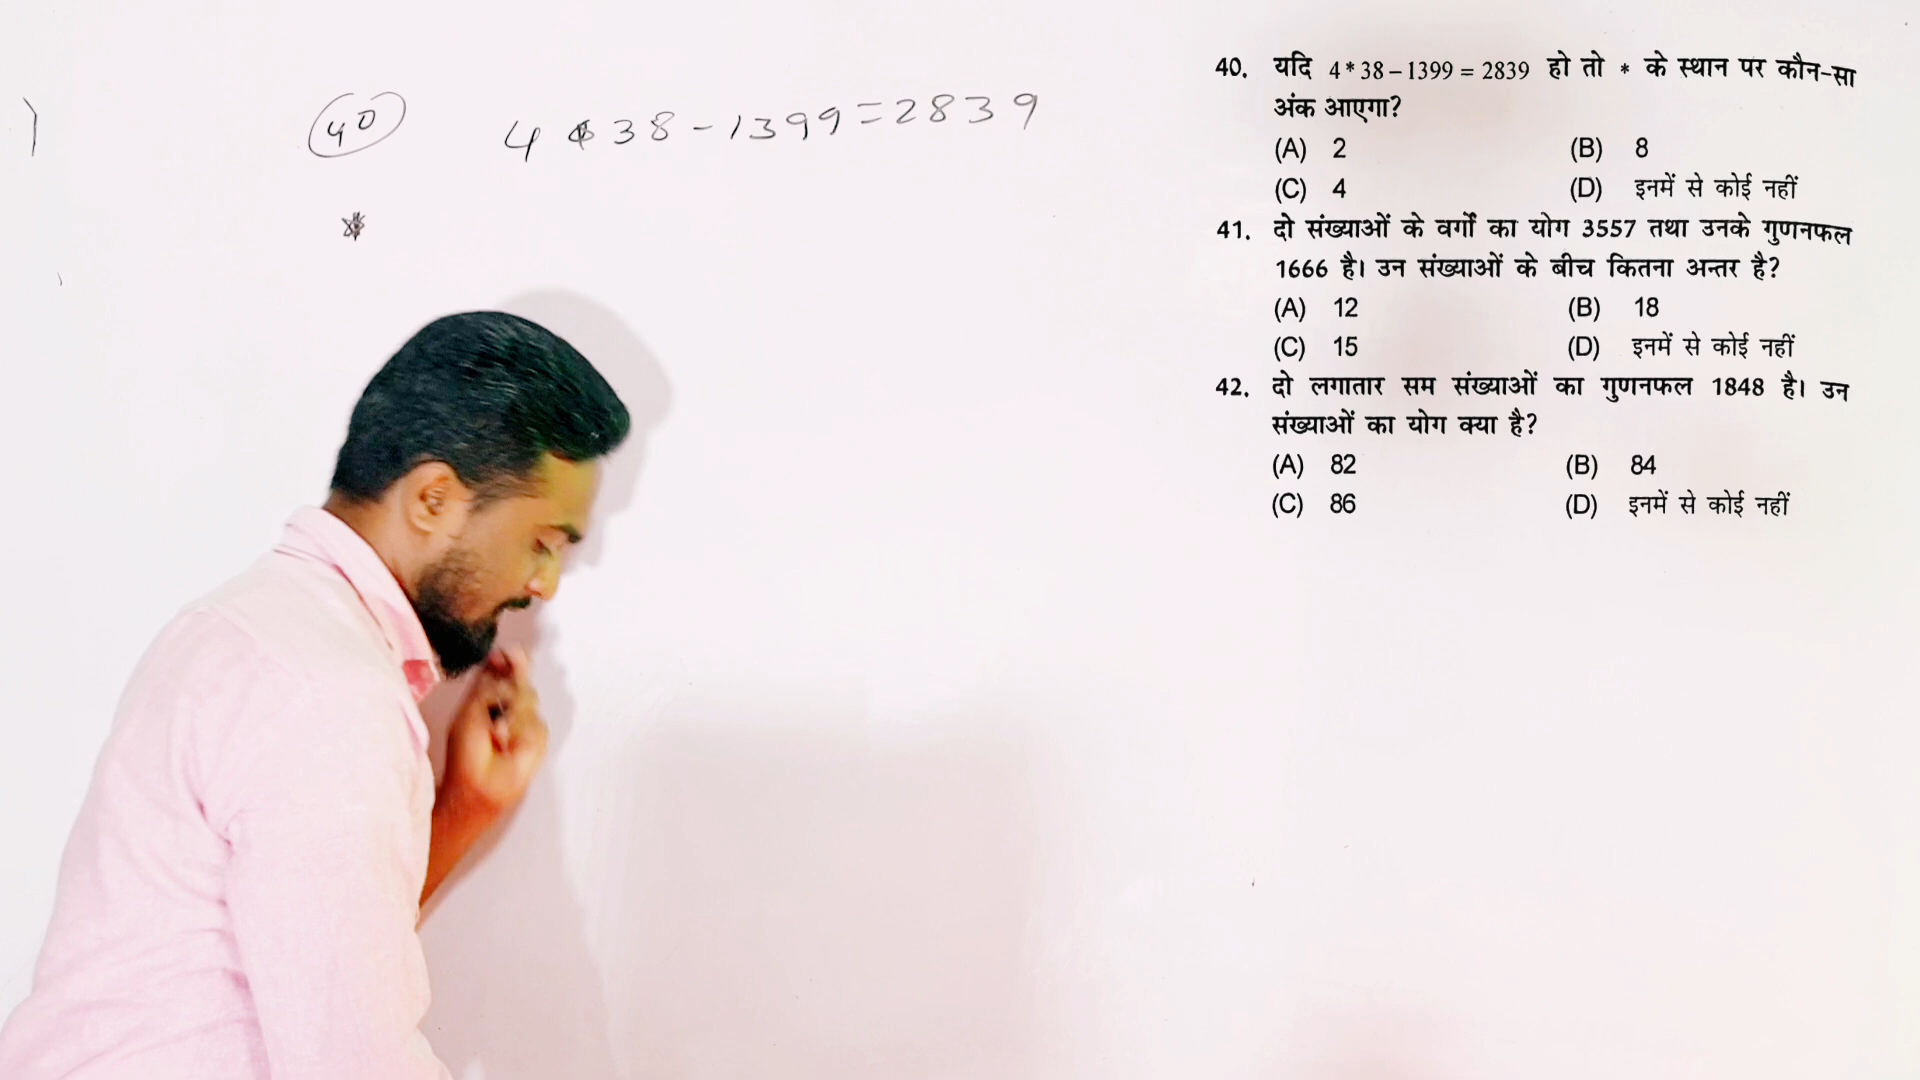 40 4 * 38 - 1399 = 2839
*
40. यदि 4 * 38 – 1399 = 2839 हो तो * के स्थान पर कौन-सा
अंक आएगा?
(A) 2 (B) 8
(C) 4 (D) इनमें से कोई नहीं
41. दो संख्याओं के वर्गों का योग 3557 तथा उनके गुणनफल
1666 है। उन संख्याओं के बीच कितना अन्तर है?
(A) 12 (B) 18
(C) 15 (D) इनमें से कोई नहीं
42. दो लगातार सम संख्याओं का गुणनफल 1848 है। उन
संख्याओं का योग क्या है?
(A) 82 (B) 84
(C) 86 (D) इनमें से कोई नहीं